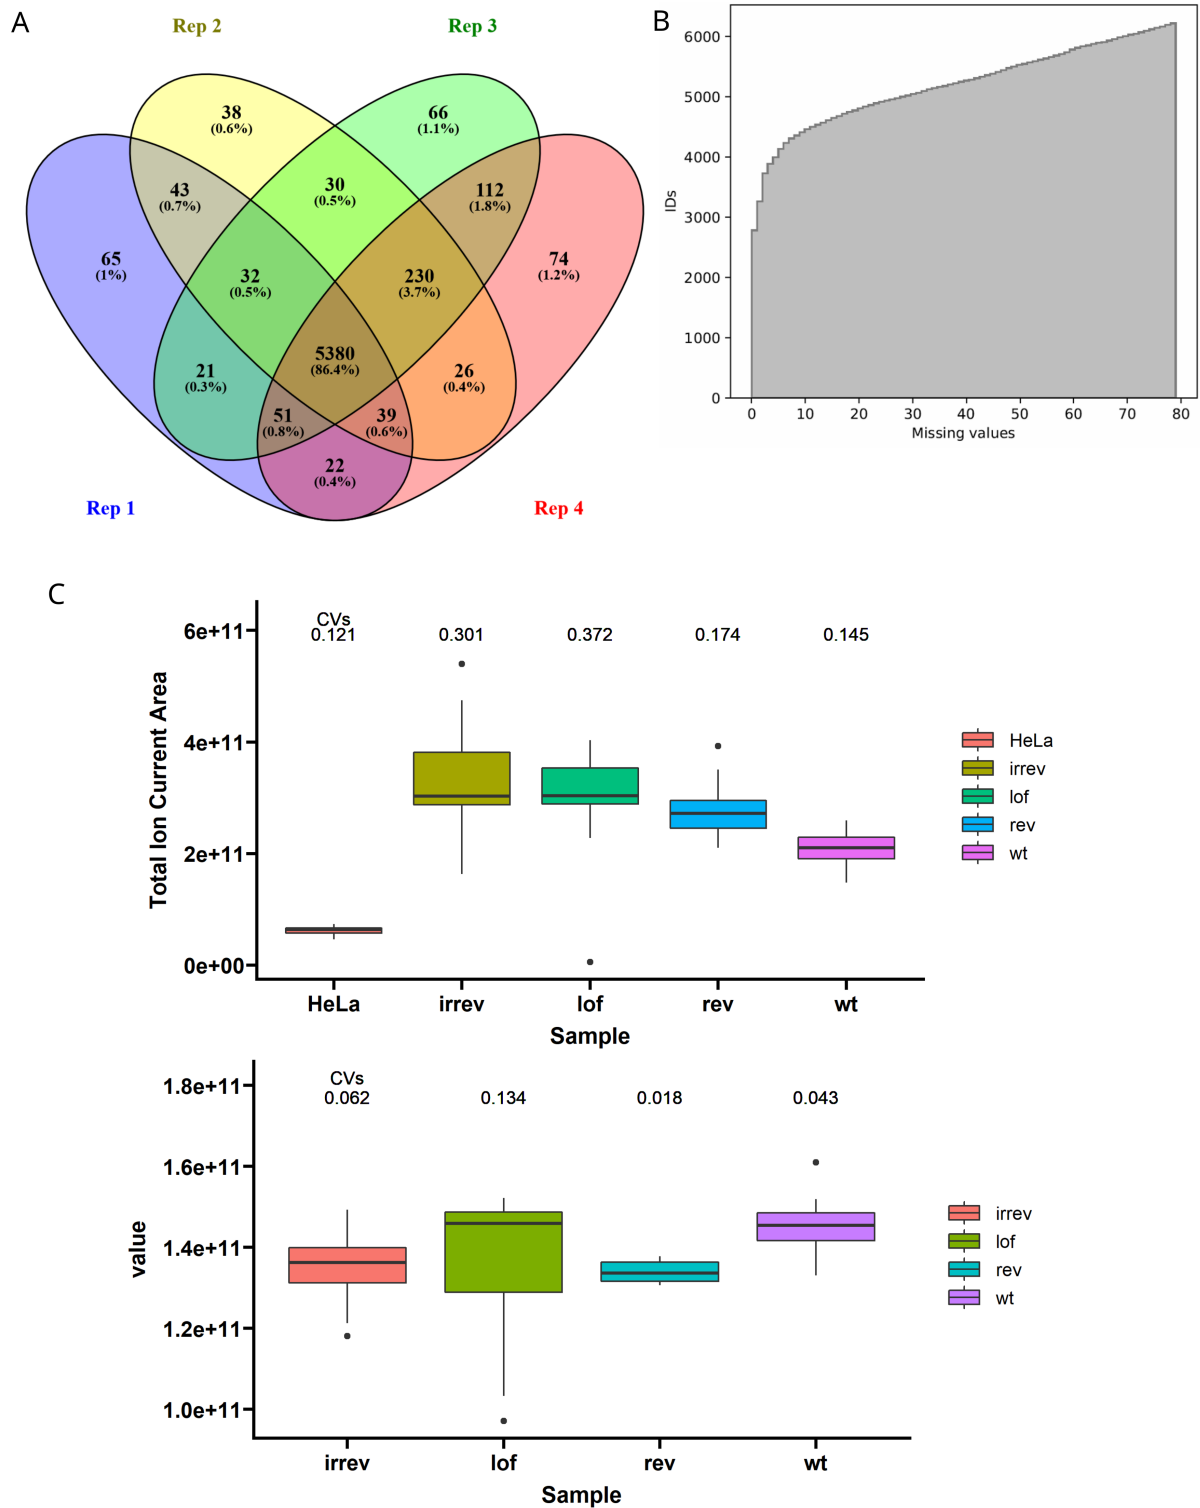 A
Rep 2
Rep 3
38
(0.6%)
66
(1.1%)
43
(0.7%)
30
(0.5%)
112
(1.8%)
65
(1%)
32
(0.5%)
230
(3.7%)
74
(1.2%)
5380
(86.4%)
21
(0.3%)
26
(0.4%)
51
(0.8%)
39
(0.6%)
22
(0.4%)
Rep 1
Rep 4
B
6000
5000
4000
3000
2000
1000
0
IDs
0 10 20 30 40 50 60 70 80
Missing values
C
CVs
0.121 0.301 0.372 0.174 0.145
6e+11
4e+11
2e+11
0e+00
Total Ion Current Area
HeLa irrev lof rev wt
Sample
HeLa
irrev
lof
rev
wt
CVs
0.062 0.134 0.018 0.043
1.8e+11
1.6e+11
1.4e+11
1.2e+11
1.0e+11
value
irrev lof rev wt
Sample
irrev
lof
rev
wt